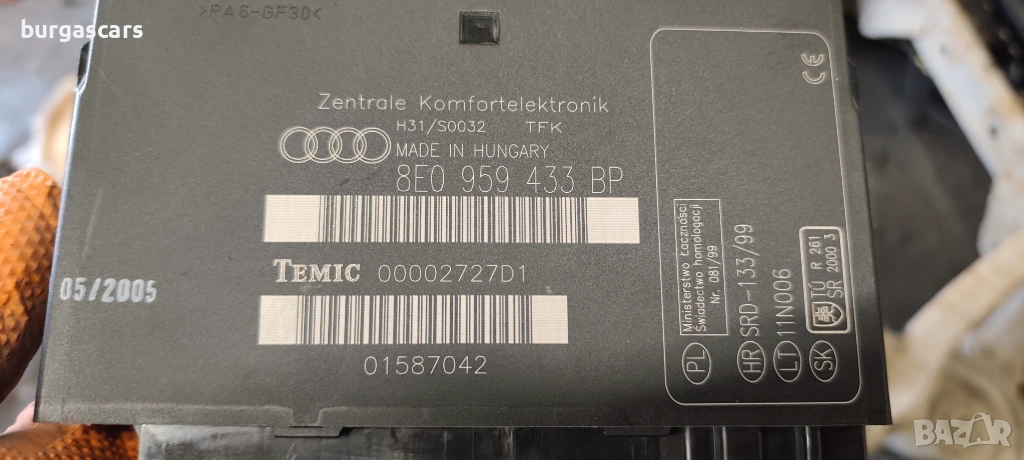 >PA6-GF30<
burgascars
Zentrale Komfortelektronik
H31/S0032 TFK
MADE IN HUNGARY
8E0 959 433 BP
TEMIC 00002727D1
05/2005
01587042
CE
Ministerstwo Łączności
Świadectwo homologacji
Nr. 081/99
PL
HR SRD-133/99
LT 11N006
SK TÚ R 261
SR 2000 3
BAZAR